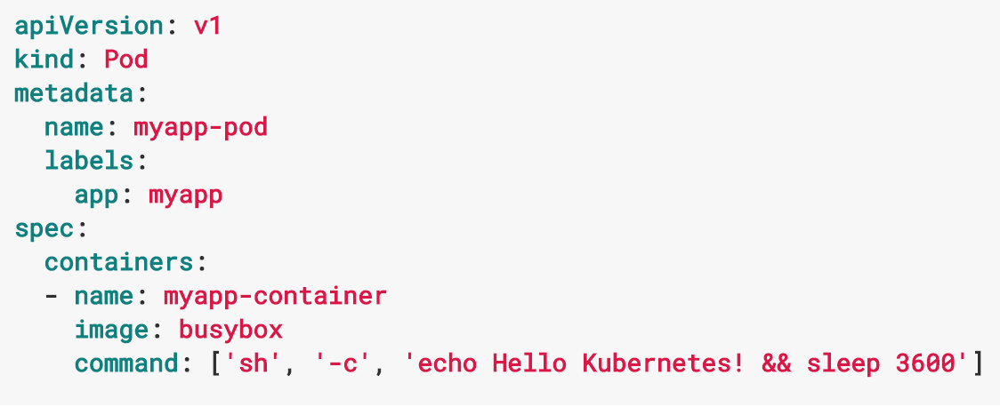 apiVersion: v1
kind: Pod
metadata:
  name: myapp-pod
  labels:
    app: myapp
spec:
  containers:
  - name: myapp-container
    image: busybox
    command: ['sh', '-c', 'echo Hello Kubernetes! && sleep 3600']